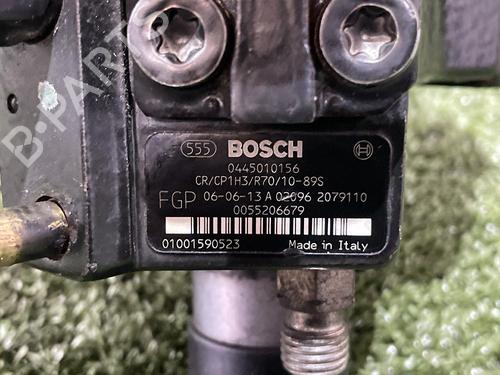 B-PARTS
555 BOSCH
0445010156
CR/CP1H3/R70/10-89S
FGP 06-06-13 A 02096 2079110
0055206679
01001590523 Made in Italy